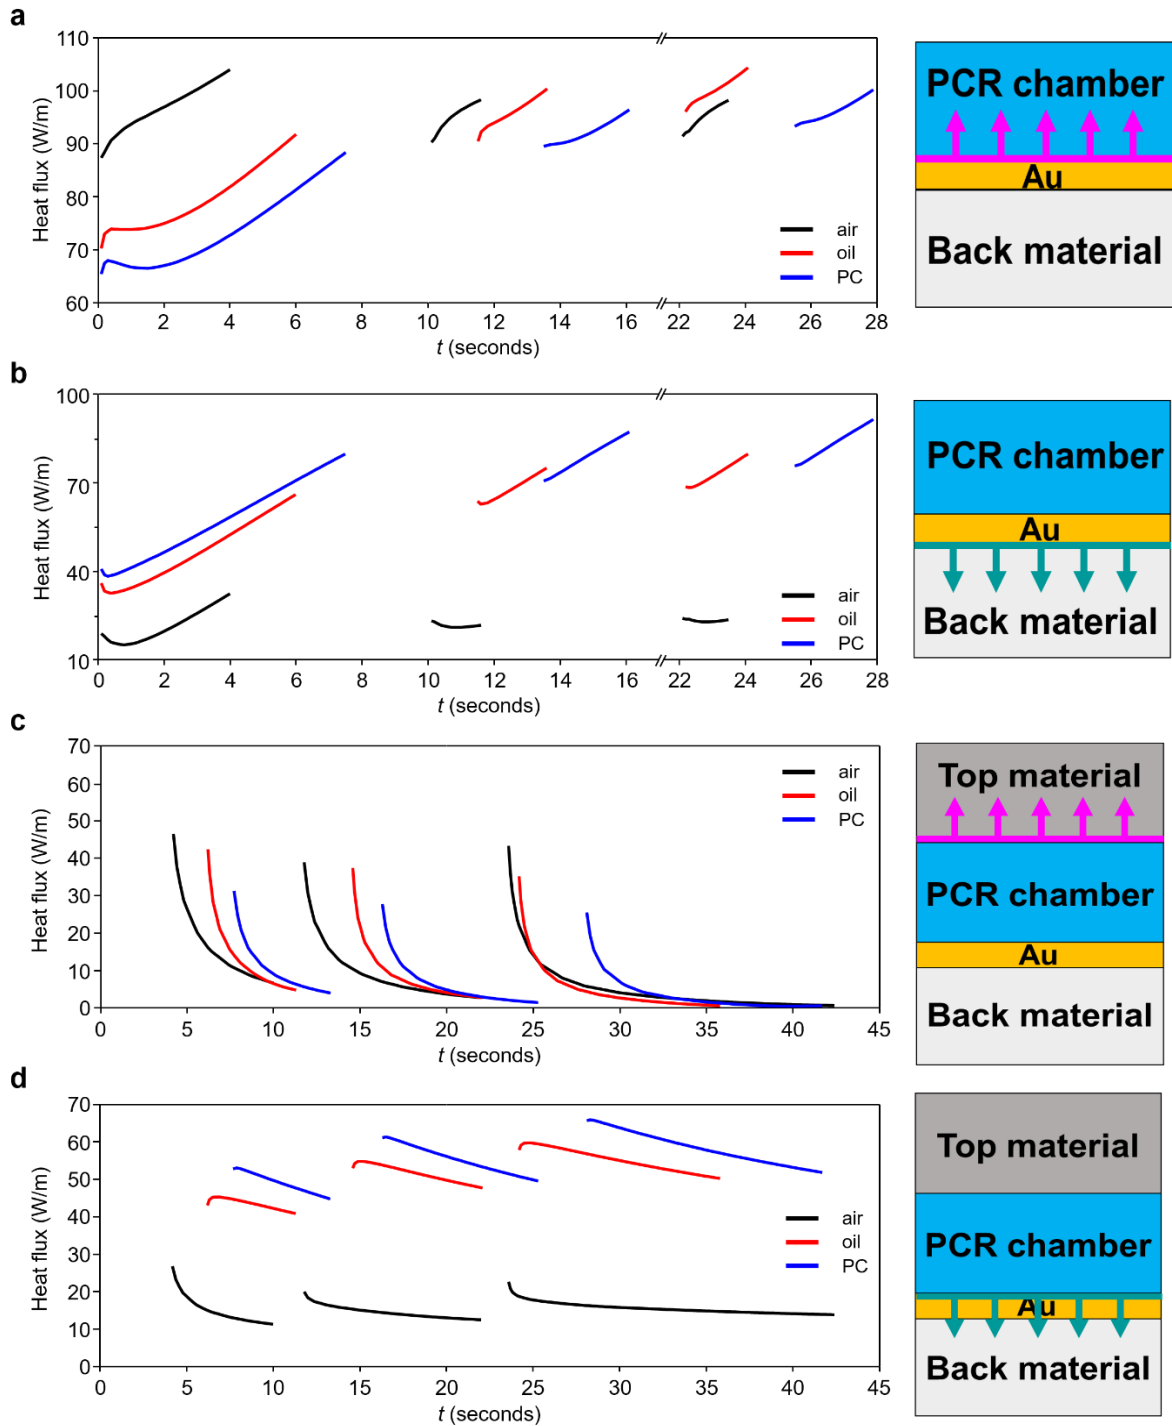 a
110
100
90
80
70
60
Heat flux (W/m)
air
oil
PC
0 2 4 6 8 10 12 14 16 22 24 26 28
t (seconds)
PCR chamber
Au
Back material
b
100
70
40
10
Heat flux (W/m)
air
oil
PC
0 2 4 6 8 10 12 14 16 22 24 26 28
t (seconds)
PCR chamber
Au
Back material
c
70
60
50
40
30
20
10
0
Heat flux (W/m)
air
oil
PC
0 5 10 15 20 25 30 35 40 45
t (seconds)
Top material
PCR chamber
Au
Back material
d
70
60
50
40
30
20
10
0
Heat flux (W/m)
air
oil
PC
0 5 10 15 20 25 30 35 40 45
t (seconds)
Top material
PCR chamber
Au
Back material